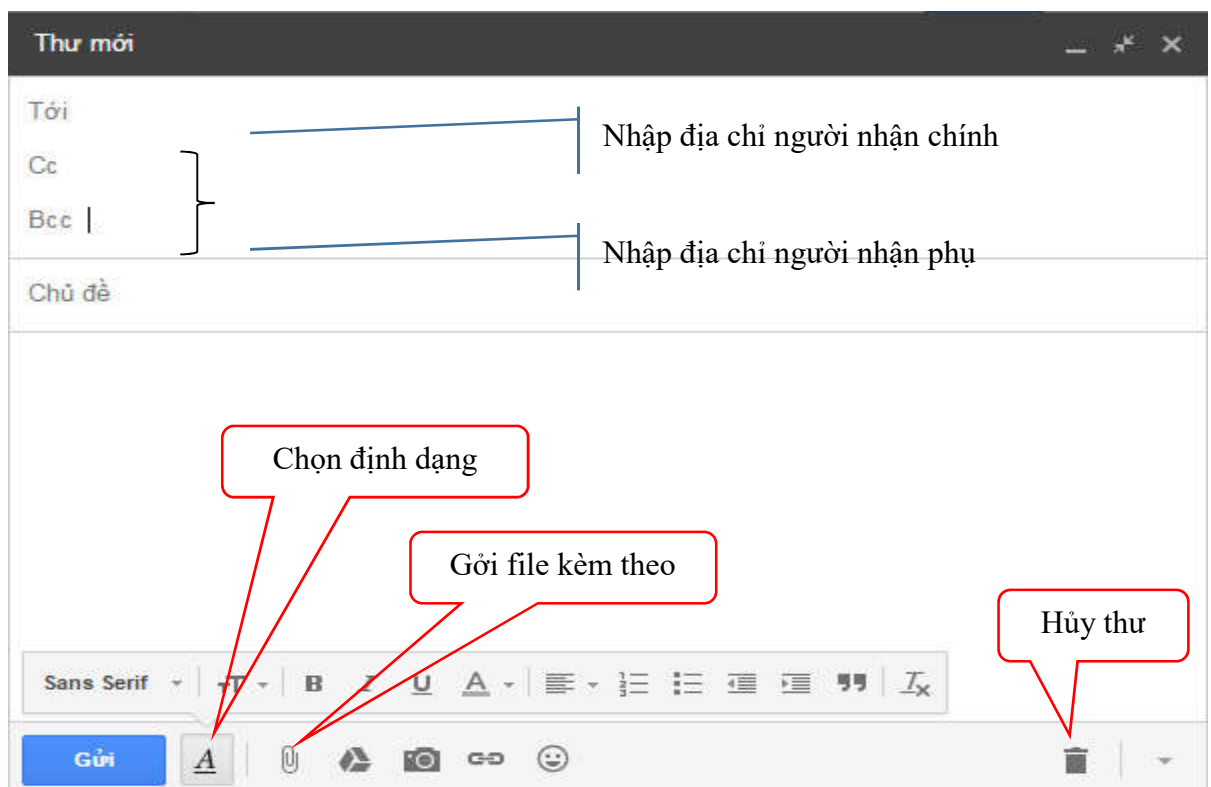 Thư mới
Tới
Nhập địa chỉ người nhận chính
Cc
Bcc
Nhập địa chỉ người nhận phụ
Chủ đề
Chọn định dạng
Gởi file kèm theo
Hủy thư
Sans Serif T B I U A Tx
Gửi A